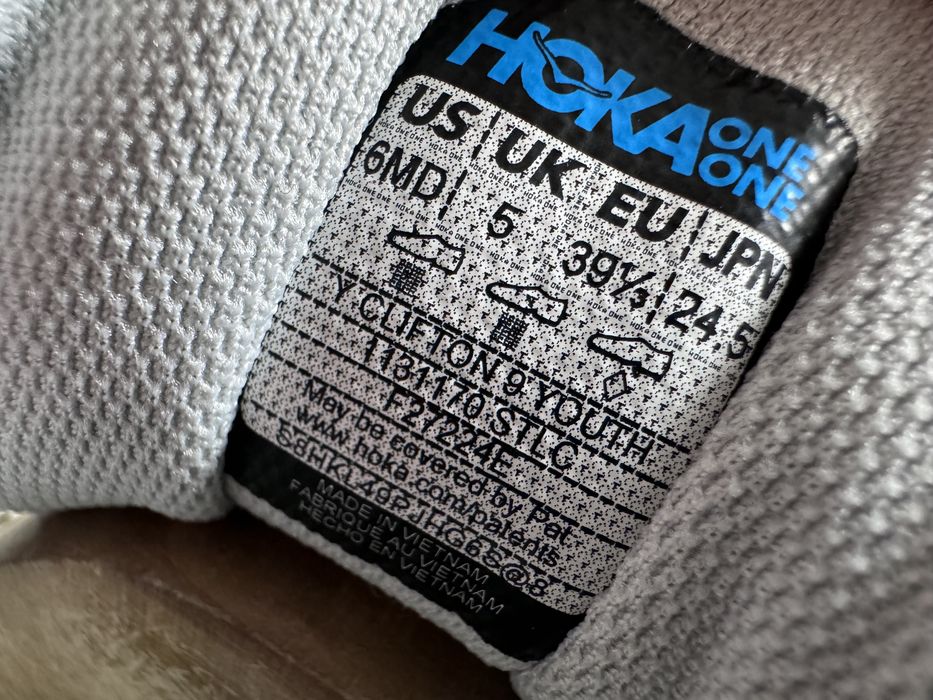 HOKA ONE ONE
US UK EU JPN
6MD 5 39⅓ 24.5
Y CLIFTON 9 YOUTH
1131170 STLC
F27224E
May be covered by pat
www.hoka.com/patents
MADE IN VIETNAM
FABRIQUE AU VIETNAM
HECHO EN VIETNAM